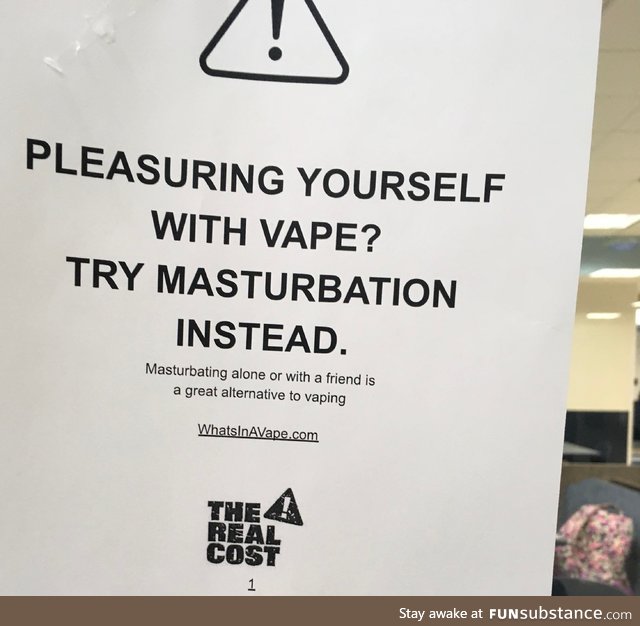 PLEASURING YOURSELF
WITH VAPE?
TRY MASTURBATION
INSTEAD.
Masturbating alone or with a friend is
a great alternative to vaping
WhatsInAVape.com
THE
REAL
COST
1
Stay awake at FUNsubstance.com